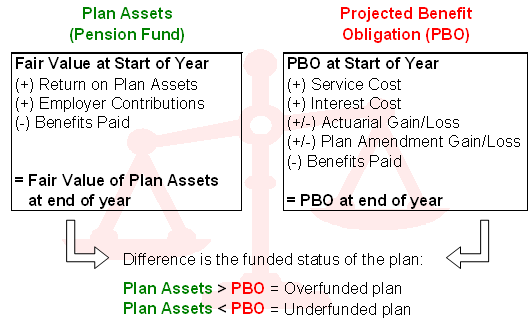 Plan Assets
(Pension Fund)
Fair Value at Start of Year
(+) Return on Plan Assets
(+) Employer Contributions
(-) Benefits Paid
= Fair Value of Plan Assets
at end of year
Projected Benefit
Obligation (PBO)
PBO at Start of Year
(+) Service Cost
(+) Interest Cost
(+/-) Actuarial Gain/Loss
(+/-) Plan Amendment Gain/Loss
(-) Benefits Paid
= PBO at end of year
Difference is the funded status of the plan:
Plan Assets > PBO = Overfunded plan
Plan Assets < PBO = Underfunded plan